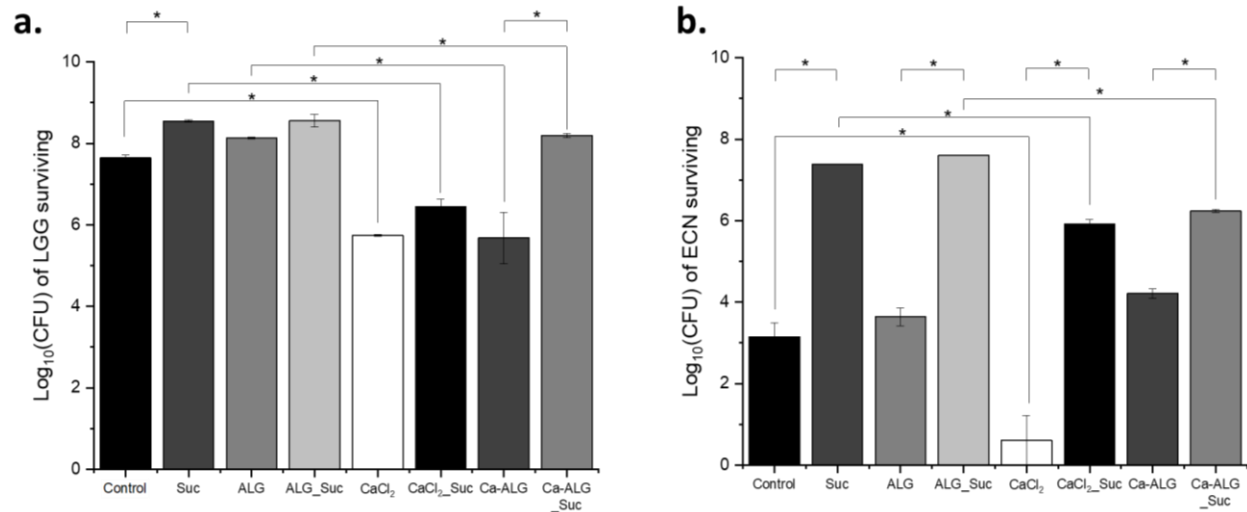 a.
*
*
*
*
*
*
Log₁₀(CFU) of LGG surviving
10
8
6
4
2
0
Control Suc ALG ALG_Suc CaCl₂ CaCl₂_Suc Ca-ALG Ca-ALG
_Suc
b.
* * * *
*
*
*
Log₁₀(CFU) of ECN surviving
10
8
6
4
2
0
Control Suc ALG ALG_Suc CaCl₂ CaCl₂_Suc Ca-ALG Ca-ALG
_Suc